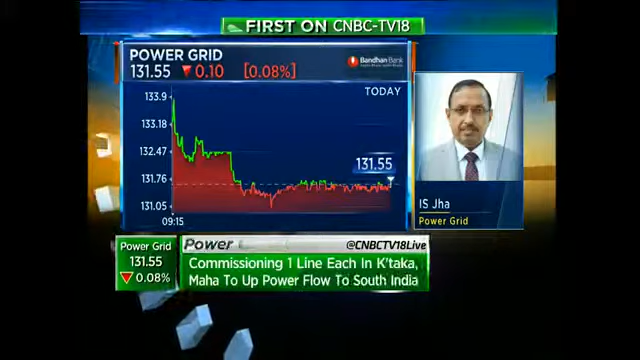 FIRST ON CNBC-TV18
POWER GRID
131.55 ▼0.10 [0.08%]
Bandhan Bank
TODAY
133.9
133.18
132.47
131.76
131.05
09:15
131.55
IS Jha
Power Grid
Power Grid
131.55
▼0.08%
Power
@CNBCTV18Live
Commissioning 1 Line Each In K'taka,
Maha To Up Power Flow To South India